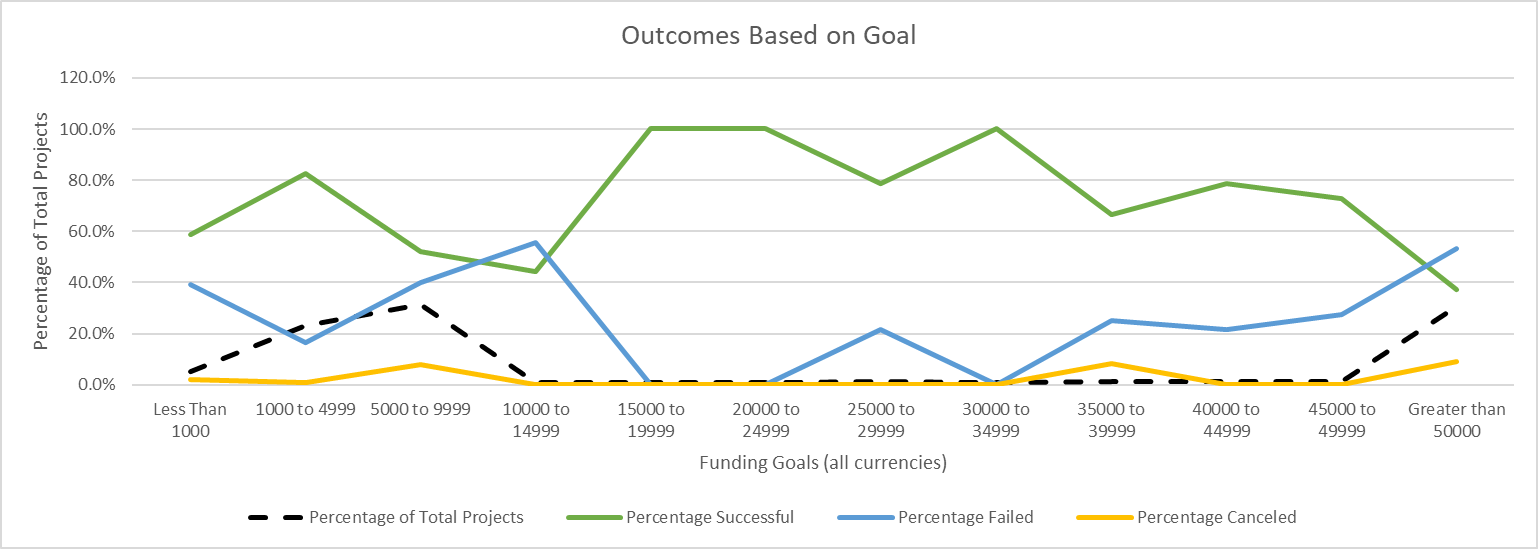 Outcomes Based on Goal
Percentage of Total Projects
120.0%
100.0%
80.0%
60.0%
40.0%
20.0%
0.0%
Less Than 1000
1000 to 4999
5000 to 9999
10000 to 14999
15000 to 19999
20000 to 24999
25000 to 29999
30000 to 34999
35000 to 39999
40000 to 44999
45000 to 49999
Greater than 50000
Funding Goals (all currencies)
Percentage of Total Projects
Percentage Successful
Percentage Failed
Percentage Canceled